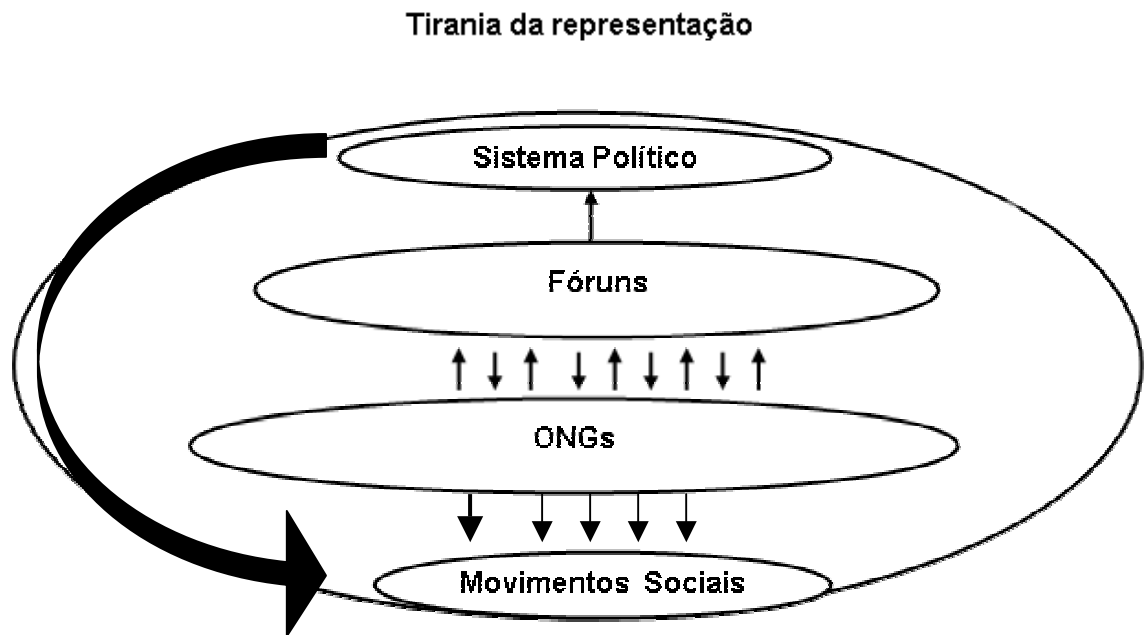 Tirania da representação
Sistema Político
Fóruns
ONGs
Movimentos Sociais